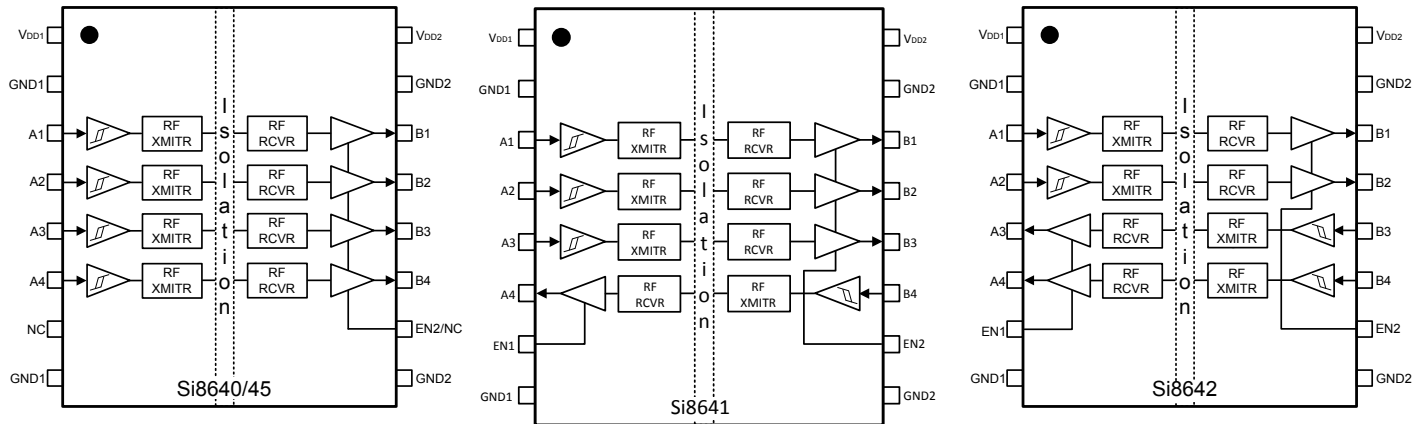 VDD1
VDD2
GND1
GND2
A1
RF XMITR
RF RCVR
B1
A2
RF XMITR
RF RCVR
B2
A3
RF XMITR
RF RCVR
B3
A4
RF XMITR
RF RCVR
B4
Isolation
NC
EN2/NC
GND1
GND2
Si8640/45
VDD1
VDD2
GND1
GND2
A1
RF XMITR
RF RCVR
B1
A2
RF XMITR
RF RCVR
B2
A3
RF XMITR
RF RCVR
B3
A4
RF RCVR
RF XMITR
B4
Isolation
EN1
EN2
GND1
GND2
Si8641
VDD1
VDD2
GND1
GND2
A1
RF XMITR
RF RCVR
B1
A2
RF XMITR
RF RCVR
B2
A3
RF RCVR
RF XMITR
B3
A4
RF RCVR
RF XMITR
B4
Isolation
EN1
EN2
GND1
GND2
Si8642